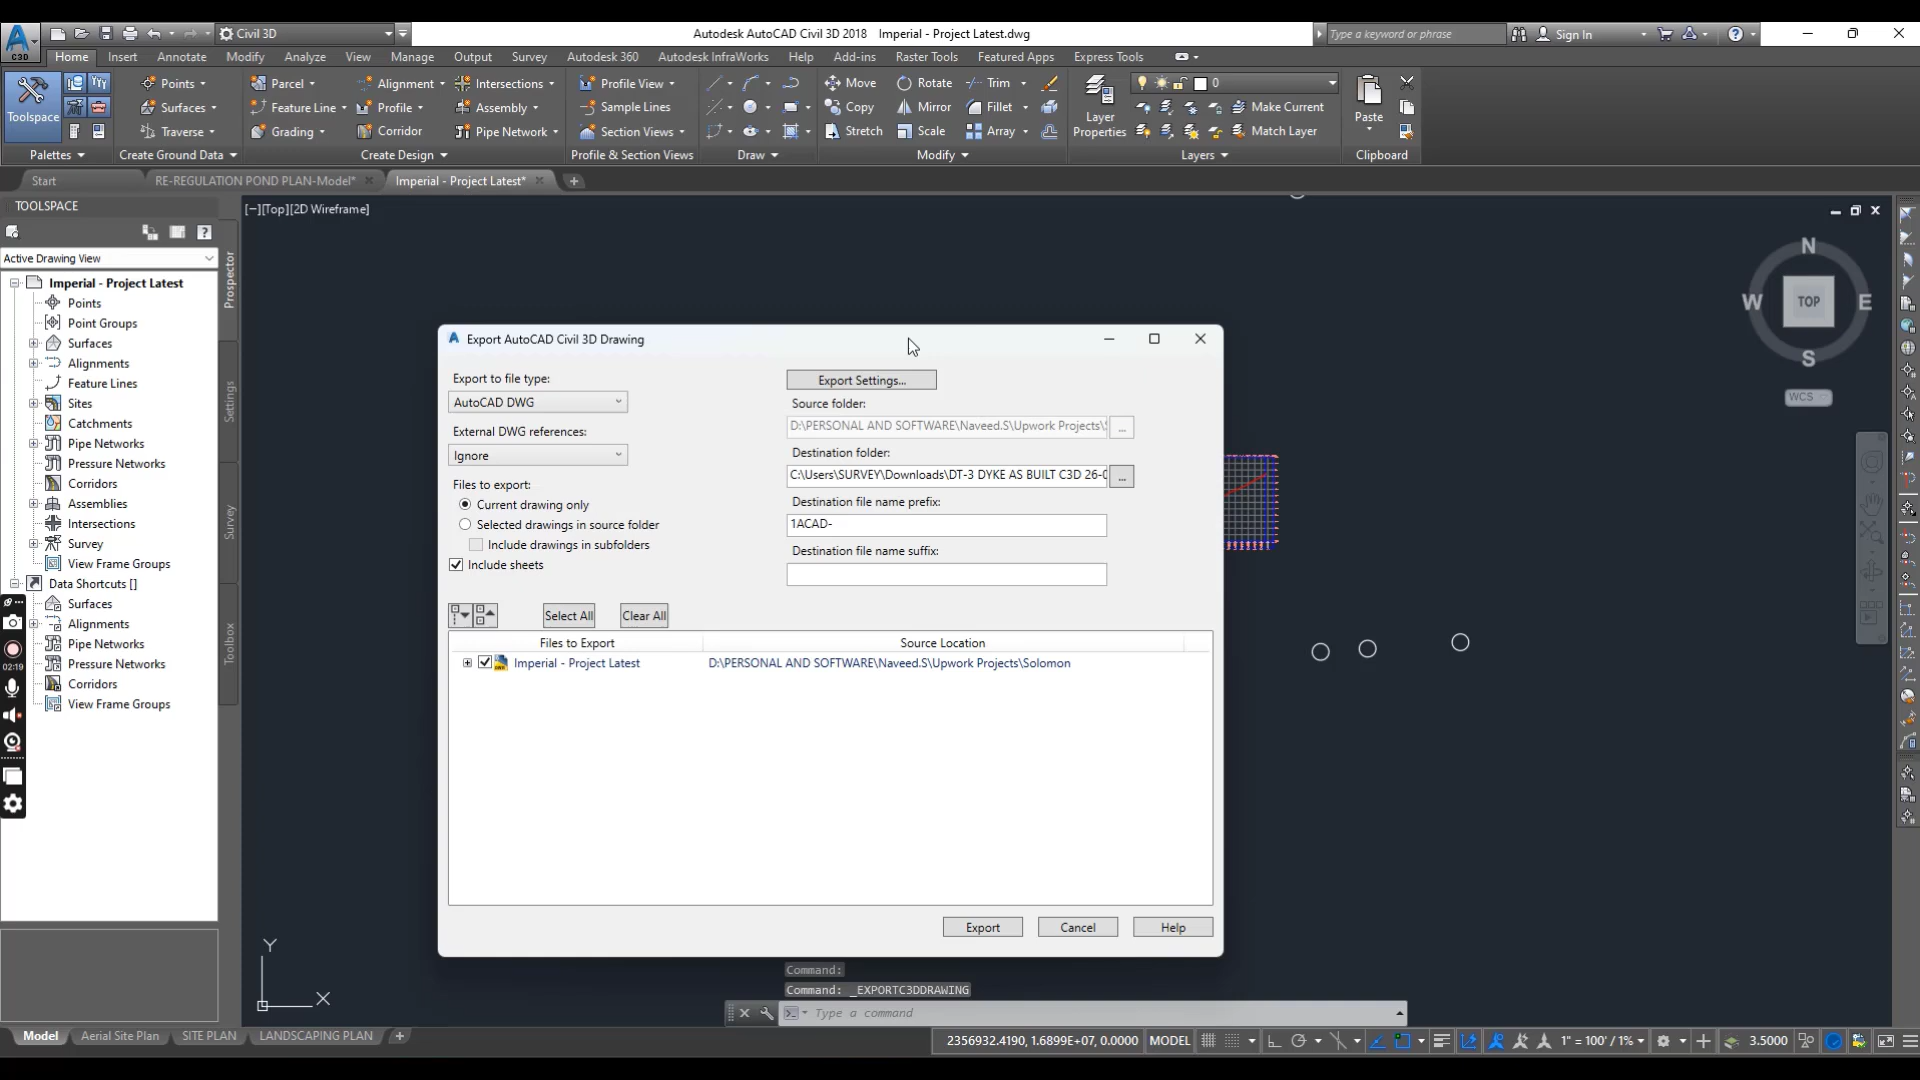 C3D
Civil 3D
Autodesk AutoCAD Civil 3D 2018 Imperial - Project Latest.dwg
Type a keyword or phrase
Sign In
Home Insert Annotate Modify Analyze View Manage Output Survey Autodesk 360 Autodesk InfraWorks Help Add-ins Raster Tools Featured Apps Express Tools
Toolspace
Points
Surfaces
Traverse
Parcel
Feature Line
Grading
Alignment
Profile
Corridor
Intersections
Assembly
Pipe Network
Profile View
Sample Lines
Section Views
Move
Copy
Stretch
Rotate
Mirror
Scale
Trim
Fillet
Array
Layer
Properties
0
Make Current
Match Layer
Paste
Palettes
Create Ground Data
Create Design
Profile & Section Views
Draw
Modify
Layers
Clipboard
Start
RE-REGULATION POND PLAN-Model*
Imperial - Project Latest*
TOOLSPACE
Active Drawing View
Imperial - Project Latest
Points
Point Groups
Surfaces
Alignments
Feature Lines
Sites
Catchments
Pipe Networks
Pressure Networks
Corridors
Assemblies
Intersections
Survey
View Frame Groups
Data Shortcuts []
Surfaces
Alignments
Pipe Networks
Pressure Networks
Corridors
View Frame Groups
Prospector
Settings
Survey
Toolbox
02:19
[−][Top][2D Wireframe]
N
W
TOP
E
S
WCS
Export AutoCAD Civil 3D Drawing
Export to file type:
AutoCAD DWG
External DWG references:
Ignore
Files to export:
Current drawing only
Selected drawings in source folder
Include drawings in subfolders
Include sheets
Export Settings...
Source folder:
D:\PERSONAL AND SOFTWARE\Naveed.S\Upwork Projects\
...
Destination folder:
C:\Users\SURVEY\Downloads\DT-3 DYKE AS BUILT C3D 26-0
...
Destination file name prefix:
1ACAD-
Destination file name suffix:
Select All
Clear All
Files to Export Source Location
Imperial - Project Latest D:\PERSONAL AND SOFTWARE\Naveed.S\Upwork Projects\Solomon
Export
Cancel
Help
Y
X
Command:
Command: _EXPORTC3DDRAWING
Type a command
Model Aerial Site Plan SITE PLAN LANDSCAPING PLAN
2356932.4190, 1.6899E+07, 0.0000 MODEL
1" = 100' / 1%
3.5000